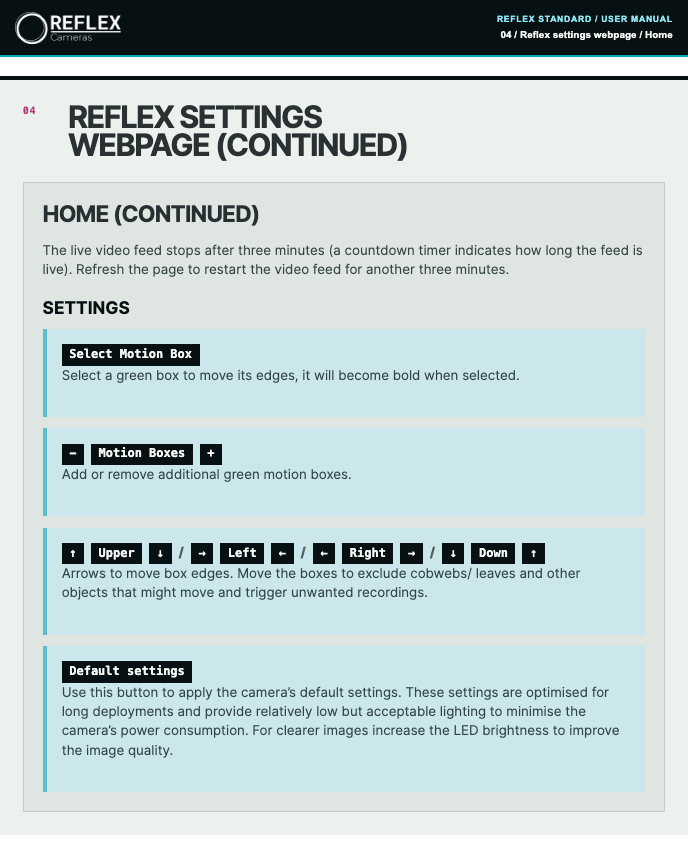 REFLEX
Cameras
REFLEX STANDARD / USER MANUAL
04 / Reflex settings webpage / Home
04
REFLEX SETTINGS
WEBPAGE (CONTINUED)
HOME (CONTINUED)
The live video feed stops after three minutes (a countdown timer indicates how long the feed is
live). Refresh the page to restart the video feed for another three minutes.
SETTINGS
Select Motion Box
Select a green box to move its edges, it will become bold when selected.
− Motion Boxes +
Add or remove additional green motion boxes.
↑ Upper ↓ / → Left ← / ← Right → / ↓ Down ↑
Arrows to move box edges. Move the boxes to exclude cobwebs/ leaves and other
objects that might move and trigger unwanted recordings.
Default settings
Use this button to apply the camera’s default settings. These settings are optimised for
long deployments and provide relatively low but acceptable lighting to minimise the
camera’s power consumption. For clearer images increase the LED brightness to improve
the image quality.